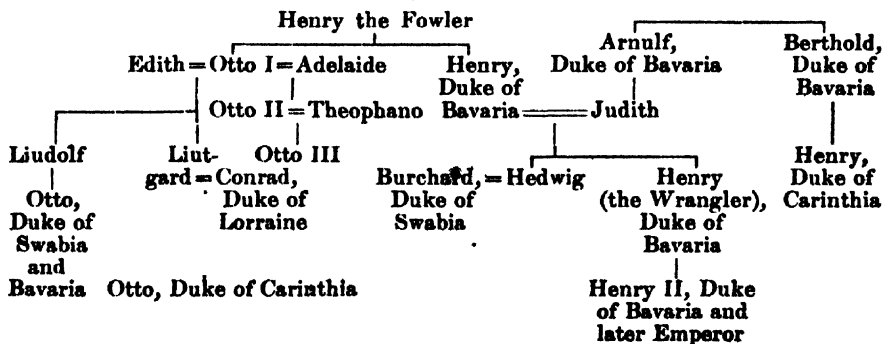 Henry the Fowler
Arnulf, Berthold,
Edith = Otto I = Adelaide Henry, Duke of Bavaria Duke of
Duke of Bavaria
Otto II = Theophano Bavaria == Judith
Liudolf Liut- Otto III Henry,
gard = Conrad, Burchard, = Hedwig Henry Duke of
Otto, Duke of Duke of (the Wrangler), Carinthia
Duke of Lorraine Swabia Duke of
Swabia Bavaria
and
Bavaria Otto, Duke of Carinthia Henry II, Duke
of Bavaria and
later Emperor